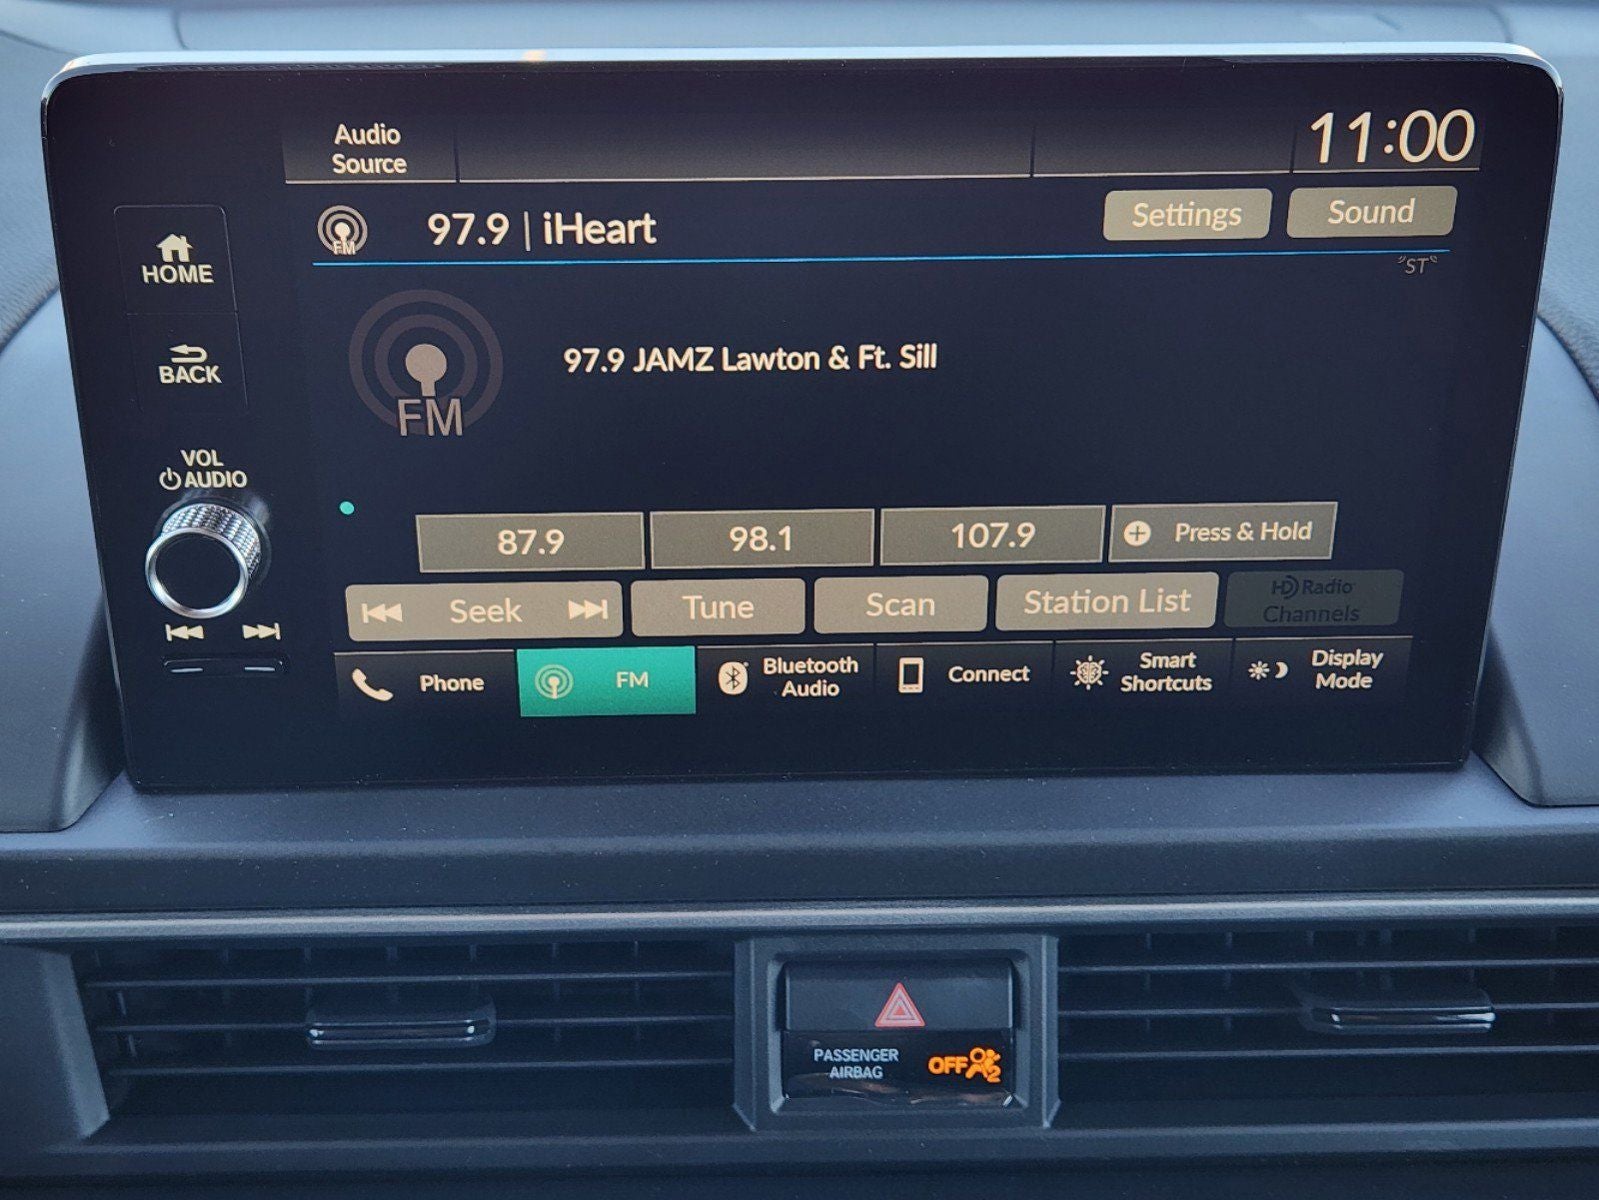 Audio
Source
11:00
FM
97.9 | iHeart
Settings
Sound
"ST"
HOME
BACK
VOL
AUDIO
FM
97.9 JAMZ Lawton & Ft. Sill
87.9
98.1
107.9
Press & Hold
Seek
Tune
Scan
Station List
HD Radio
Channels
Phone
FM
Bluetooth
Audio
Connect
Smart
Shortcuts
Display
Mode
PASSENGER
AIRBAG
OFF 2